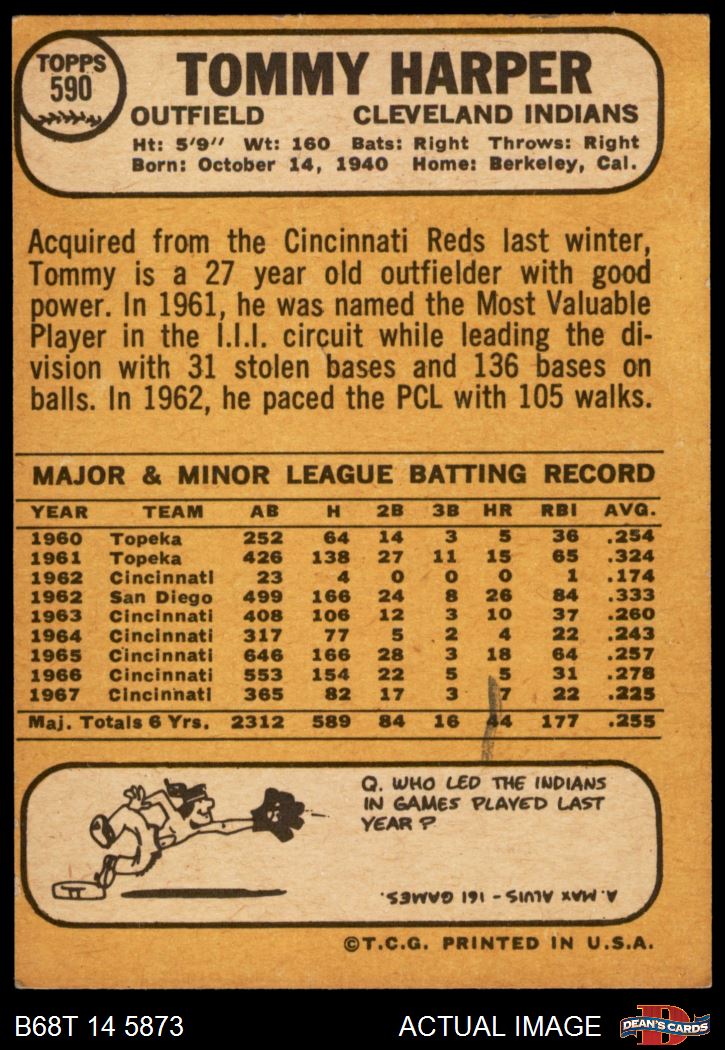 TOPPS
590
TOMMY HARPER
OUTFIELD CLEVELAND INDIANS
Ht: 5'9" Wt: 160 Bats: Right Throws: Right
Born: October 14, 1940 Home: Berkeley, Cal.
Acquired from the Cincinnati Reds last winter,
Tommy is a 27 year old outfielder with good
power. In 1961, he was named the Most Valuable
Player in the I.I.I. circuit while leading the di-
vision with 31 stolen bases and 136 bases on
balls. In 1962, he paced the PCL with 105 walks.
MAJOR & MINOR LEAGUE BATTING RECORD
YEAR TEAM AB H 2B 3B HR RBI AVG.
1960 Topeka 252 64 14 3 5 36 .254
1961 Topeka 426 138 27 11 15 65 .324
1962 Cincinnati 23 4 0 0 0 1 .174
1962 San Diego 499 166 24 8 26 84 .333
1963 Cincinnati 408 106 12 3 10 37 .260
1964 Cincinnati 317 77 5 2 4 22 .243
1965 Cincinnati 646 166 28 3 18 64 .257
1966 Cincinnati 553 154 22 5 5 31 .278
1967 Cincinnati 365 82 17 3 7 22 .225
Maj. Totals 6 Yrs. 2312 589 84 16 44 177 .255
Q. WHO LED THE INDIANS
IN GAMES PLAYED LAST
YEAR?
A. MAX ALVIS - 161 GAMES.
©T.C.G. PRINTED IN U.S.A.
B68T 14 5873 ACTUAL IMAGE DEAN'S CARDS